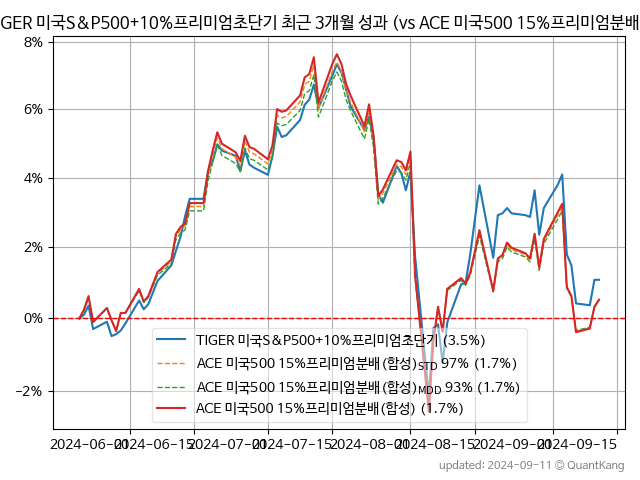 GER 미국S&P500+10%프리미엄초단기 최근 3개월 성과 (vs ACE 미국500 15%프리미엄분배
8%
6%
4%
2%
0%
−2%
TIGER 미국S&P500+10%프리미엄초단기 (3.5%)
ACE 미국500 15%프리미엄분배(합성)STD 97% (1.7%)
ACE 미국500 15%프리미엄분배(합성)MDD 93% (1.7%)
ACE 미국500 15%프리미엄분배(합성) (1.7%)
2024-06-01 2024-06-15 2024-07-01 2024-07-15 2024-08-01 2024-08-15 2024-09-01 2024-09-15
updated: 2024-09-11 © QuantKang